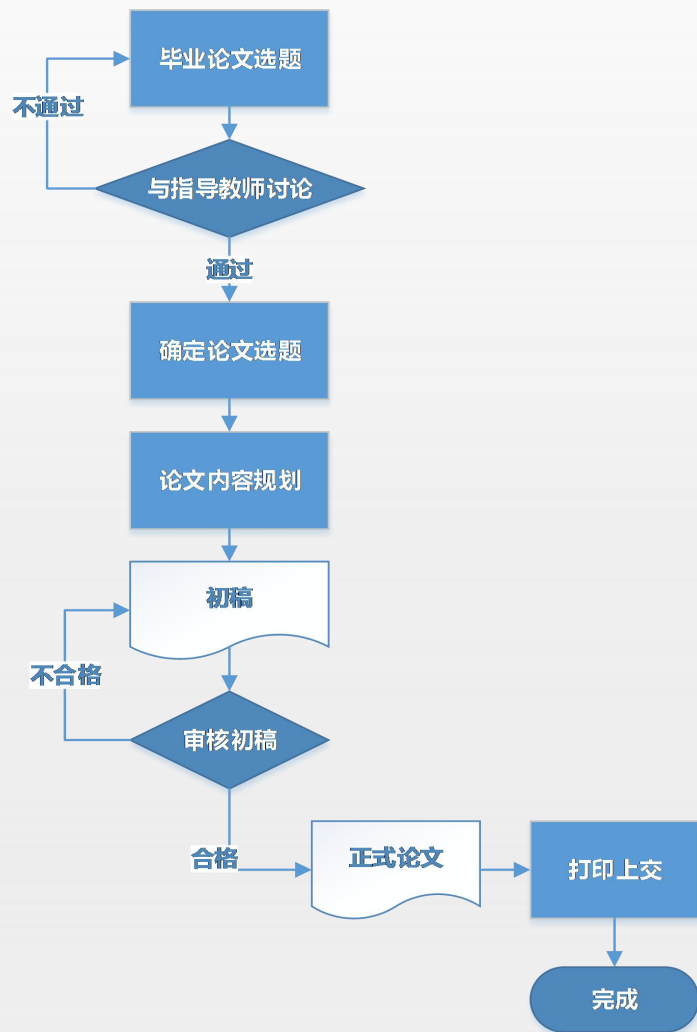 毕业论文选题
不通过
与指导教师讨论
通过
确定论文选题
论文内容规划
初稿
不合格
审核初稿
合格
正式论文
打印上交
完成